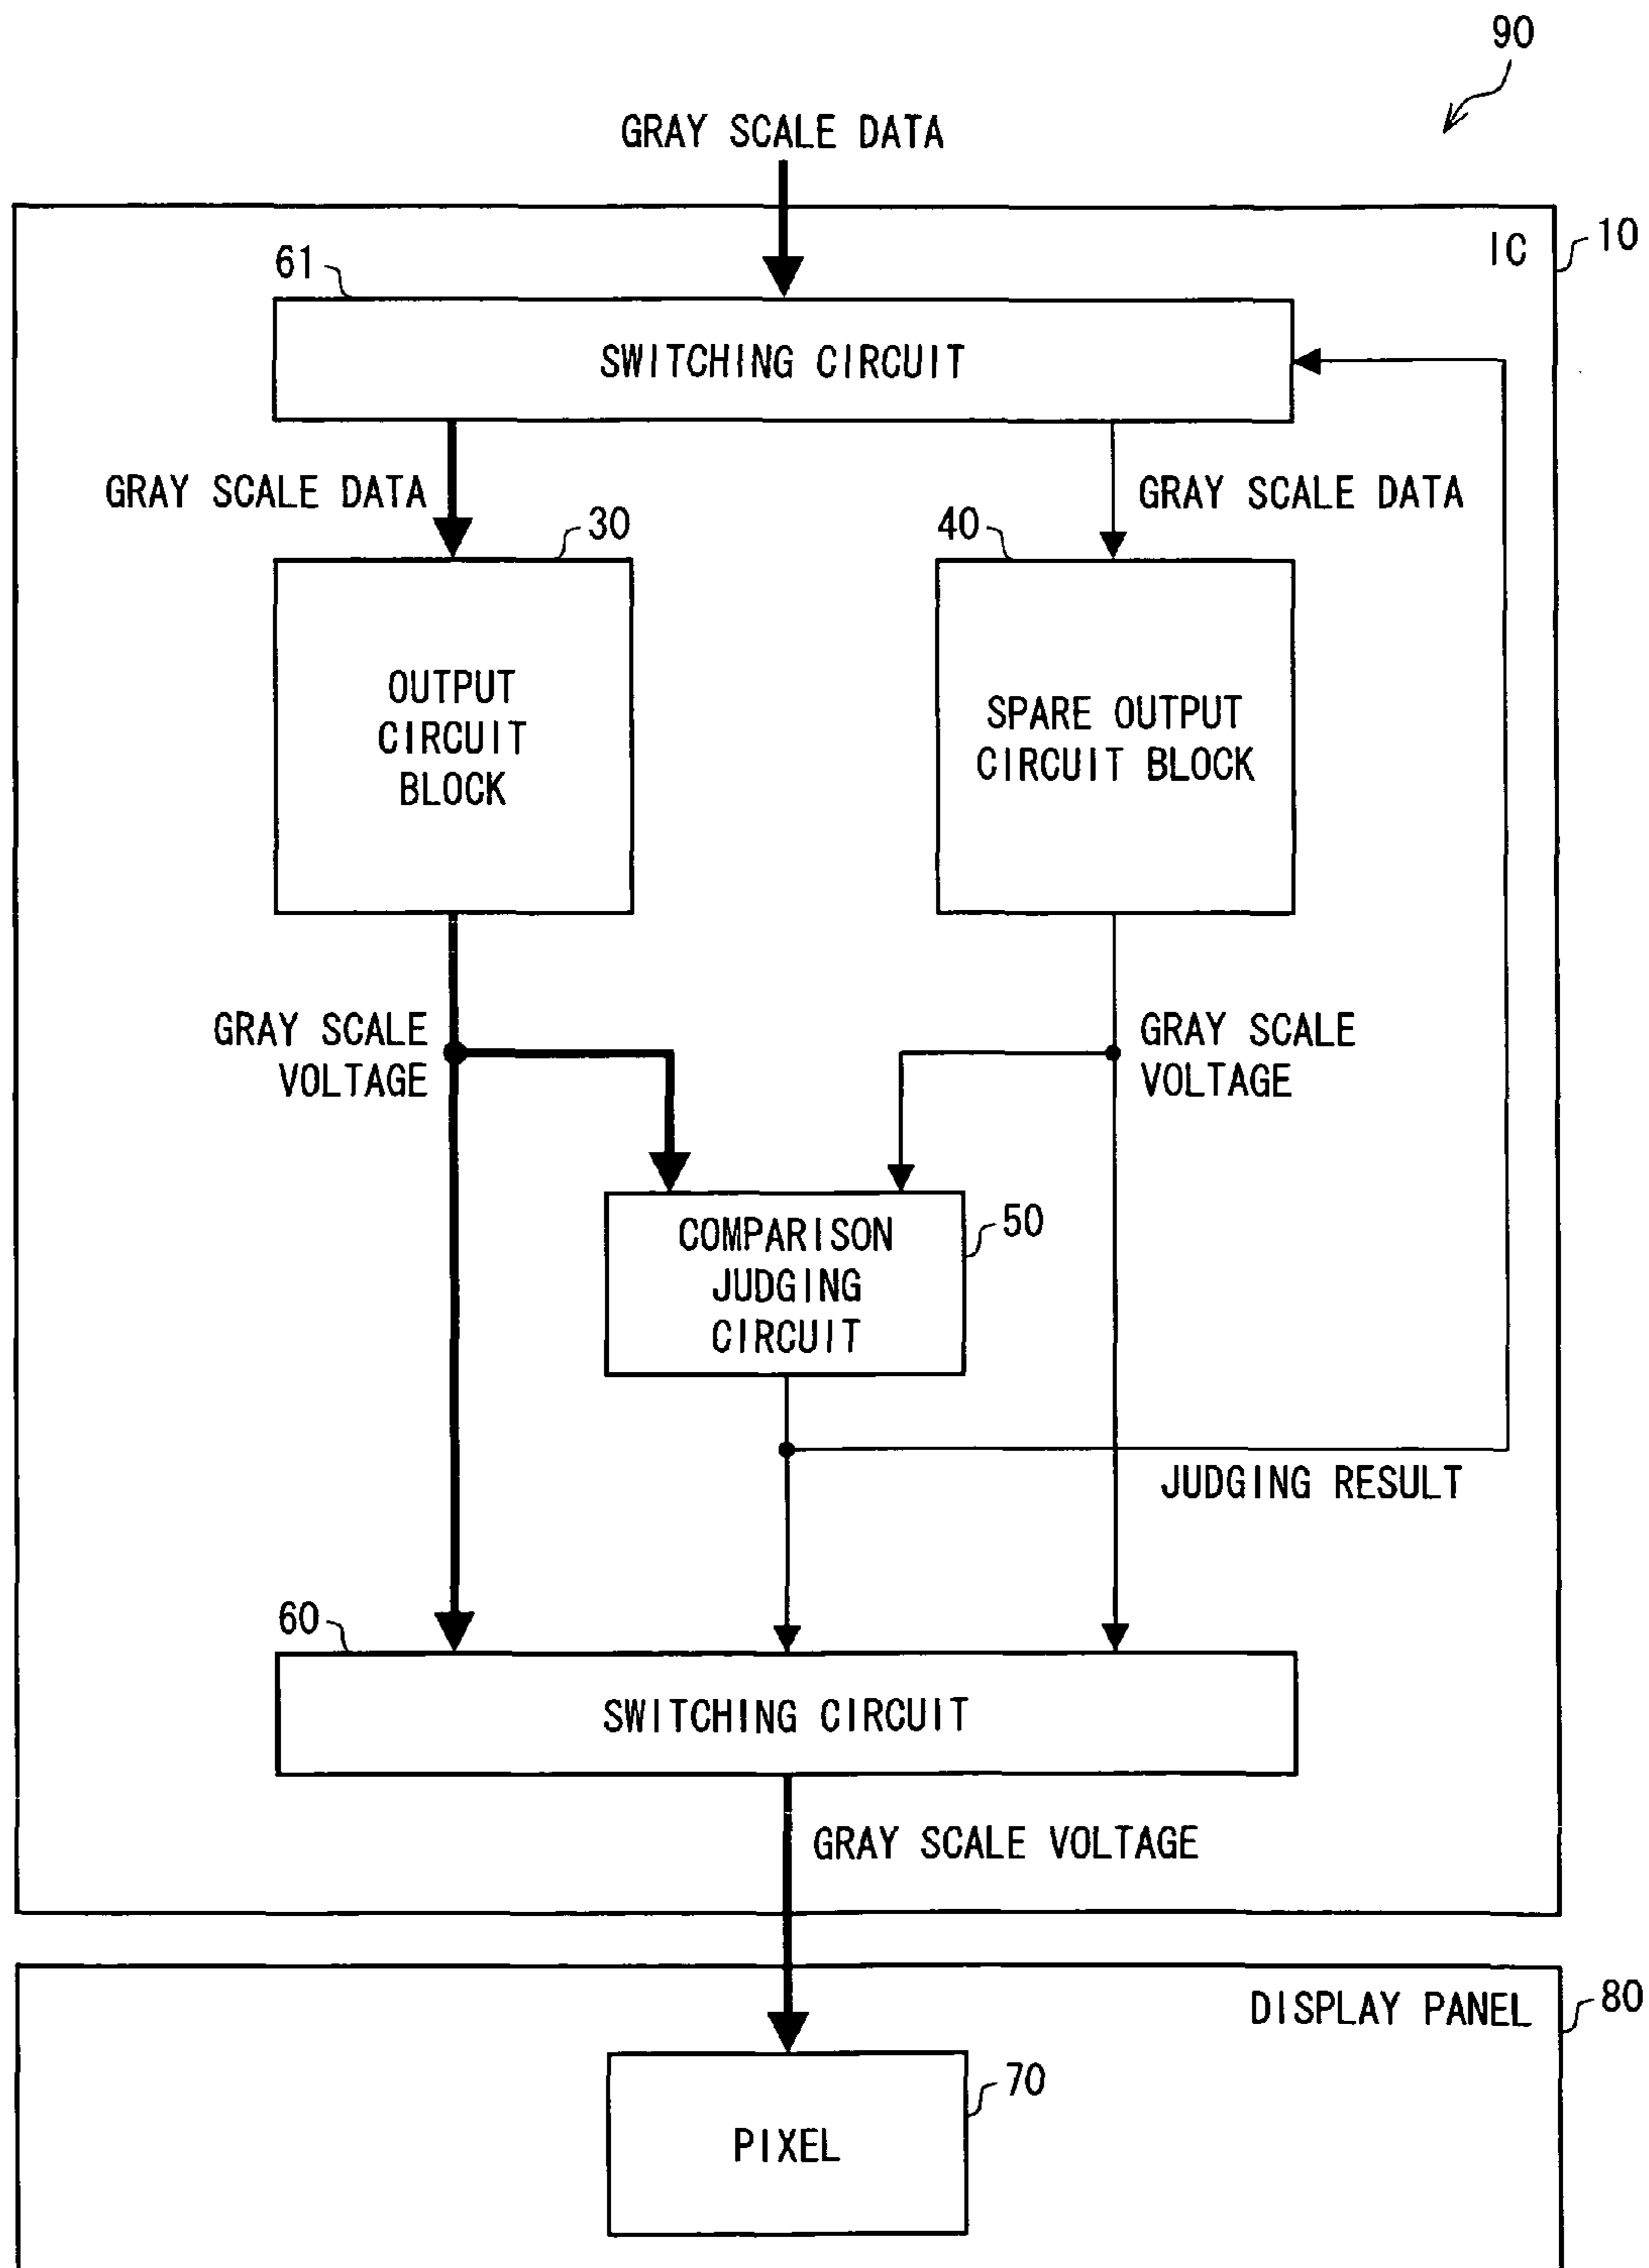 90
GRAY SCALE DATA
IC
10
61
SWITCHING CIRCUIT
GRAY SCALE DATA
GRAY SCALE DATA
30
40
OUTPUT
CIRCUIT
BLOCK
SPARE OUTPUT
CIRCUIT BLOCK
GRAY SCALE
VOLTAGE
GRAY SCALE
VOLTAGE
50
COMPARISON
JUDGING
CIRCUIT
JUDGING RESULT
60
SWITCHING CIRCUIT
GRAY SCALE VOLTAGE
DISPLAY PANEL
80
70
PIXEL